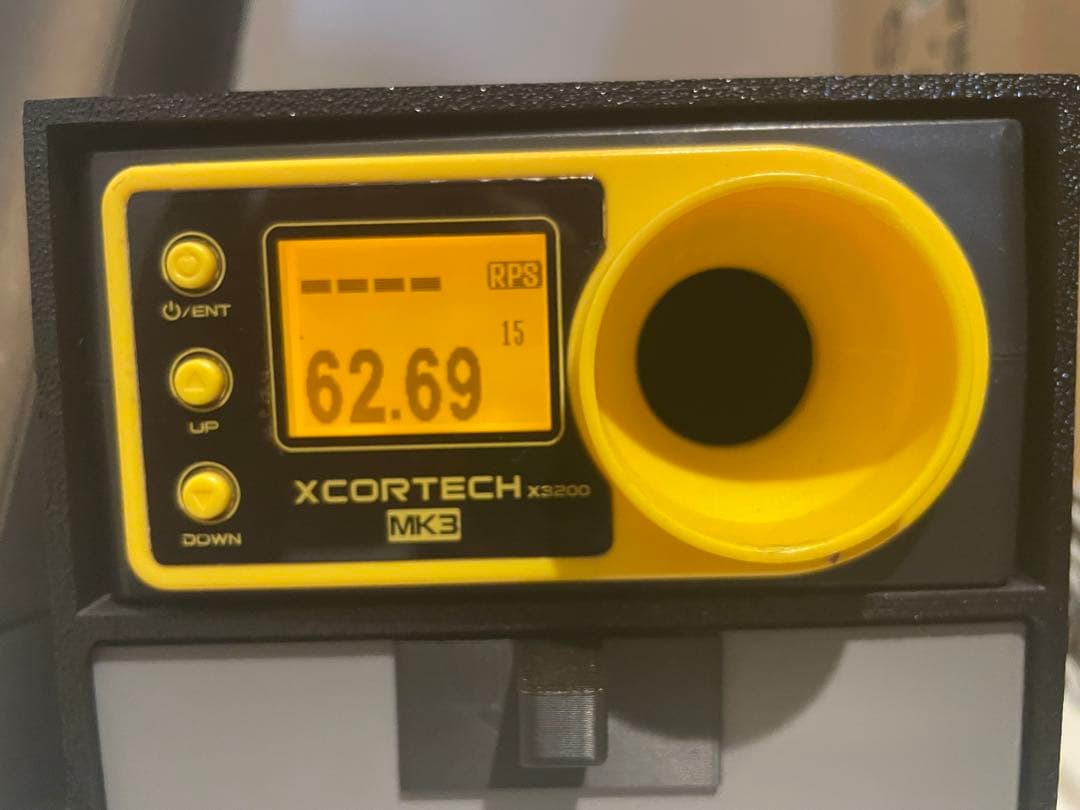 ---- RPS
15
62.69
⏻/ENT
UP
DOWN
XCORTECH X3200
MK3